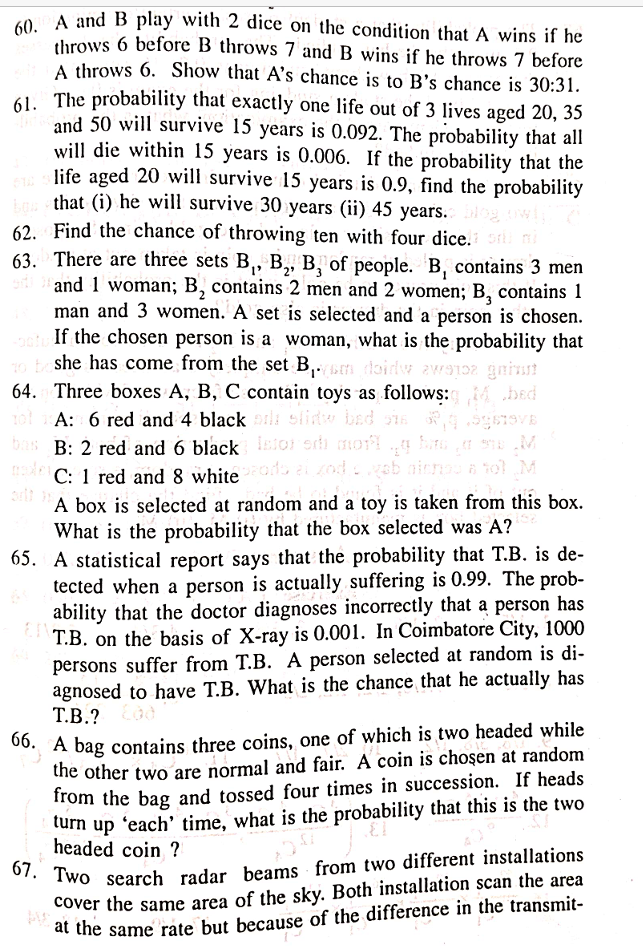 60. A and B play with 2 dice on the condition that A wins if he
throws 6 before B throws 7 and B wins if he throws 7 before
A throws 6. Show that A's chance is to B's chance is 30:31.
61. The probability that exactly one life out of 3 lives aged 20, 35
and 50 will survive 15 years is 0.092. The probability that all
will die within 15 years is 0.006. If the probability that the
life aged 20 will survive 15 years is 0.9, find the probability
that (i) he will survive 30 years (ii) 45 years.
62. Find the chance of throwing ten with four dice.
63. There are three sets B₁, B₂, B₃ of people. B₁ contains 3 men
and 1 woman; B₂ contains 2 men and 2 women; B₃ contains 1
man and 3 women. A set is selected and a person is chosen.
If the chosen person is a woman, what is the probability that
she has come from the set B₁.
64. Three boxes A, B, C contain toys as follows:
A: 6 red and 4 black
B: 2 red and 6 black
C: 1 red and 8 white
A box is selected at random and a toy is taken from this box.
What is the probability that the box selected was A?
65. A statistical report says that the probability that T.B. is de-
tected when a person is actually suffering is 0.99. The prob-
ability that the doctor diagnoses incorrectly that a person has
T.B. on the basis of X-ray is 0.001. In Coimbatore City, 1000
persons suffer from T.B. A person selected at random is di-
agnosed to have T.B. What is the chance that he actually has
T.B.?
66. A bag contains three coins, one of which is two headed while
the other two are normal and fair. A coin is chosen at random
from the bag and tossed four times in succession. If heads
turn up 'each' time, what is the probability that this is the two
headed coin ?
67. Two search radar beams from two different installations
cover the same area of the sky. Both installation scan the area
at the same rate but because of the difference in the transmit-